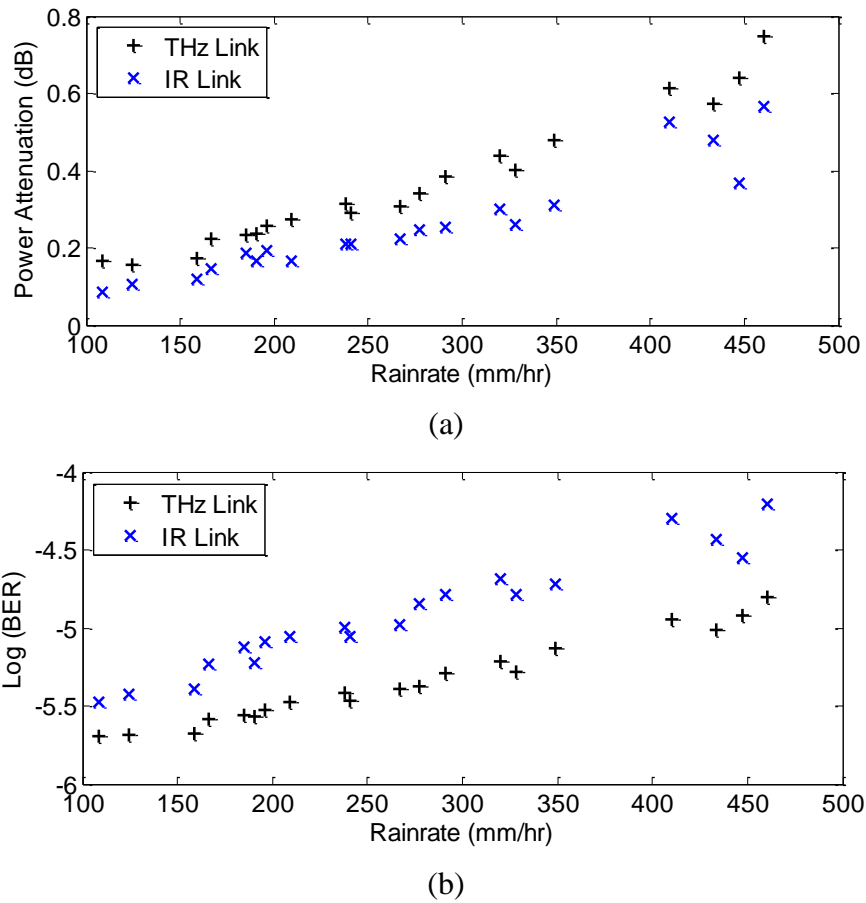 0.8
0.6
0.4
0.2
0
Power Attenuation (dB)
THz Link
IR Link
100 150 200 250 300 350 400 450 500
Rainrate (mm/hr)
(a)
-4
-4.5
-5
-5.5
-6
Log (BER)
THz Link
IR Link
100 150 200 250 300 350 400 450 500
Rainrate (mm/hr)
(b)